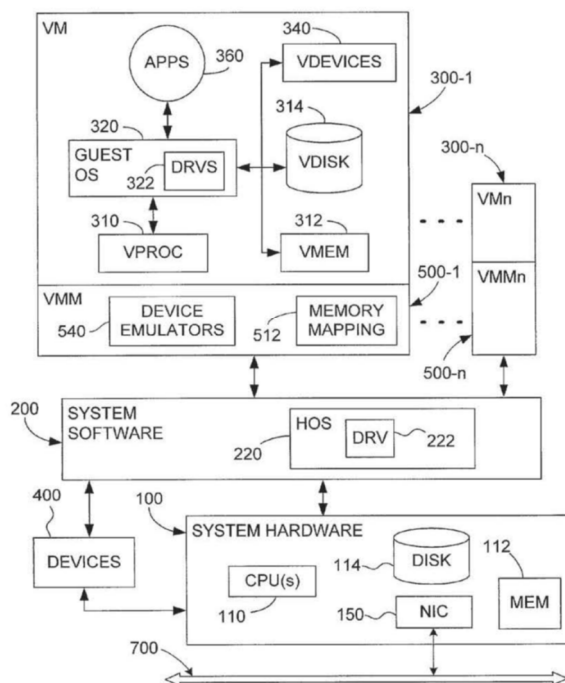 VM
340
APPS
360
VDEVICES
300-1
320
314
GUEST
OS
322
DRVS
VDISK
300-n
310
312
VMn
VPROC
VMEM
500-1
VMM
VMMn
540
DEVICE
EMULATORS
512
MEMORY
MAPPING
500-n
200
SYSTEM
SOFTWARE
HOS
220
DRV
222
400
100
SYSTEM HARDWARE
DEVICES
114
DISK
112
CPU(s)
110
150
NIC
MEM
700